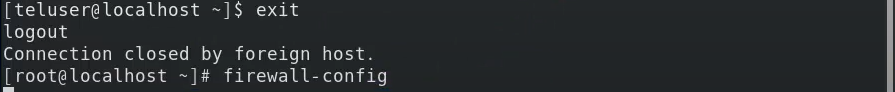 [teluser@localhost ~]$ exit
logout
Connection closed by foreign host.
[root@localhost ~]# firewall-config